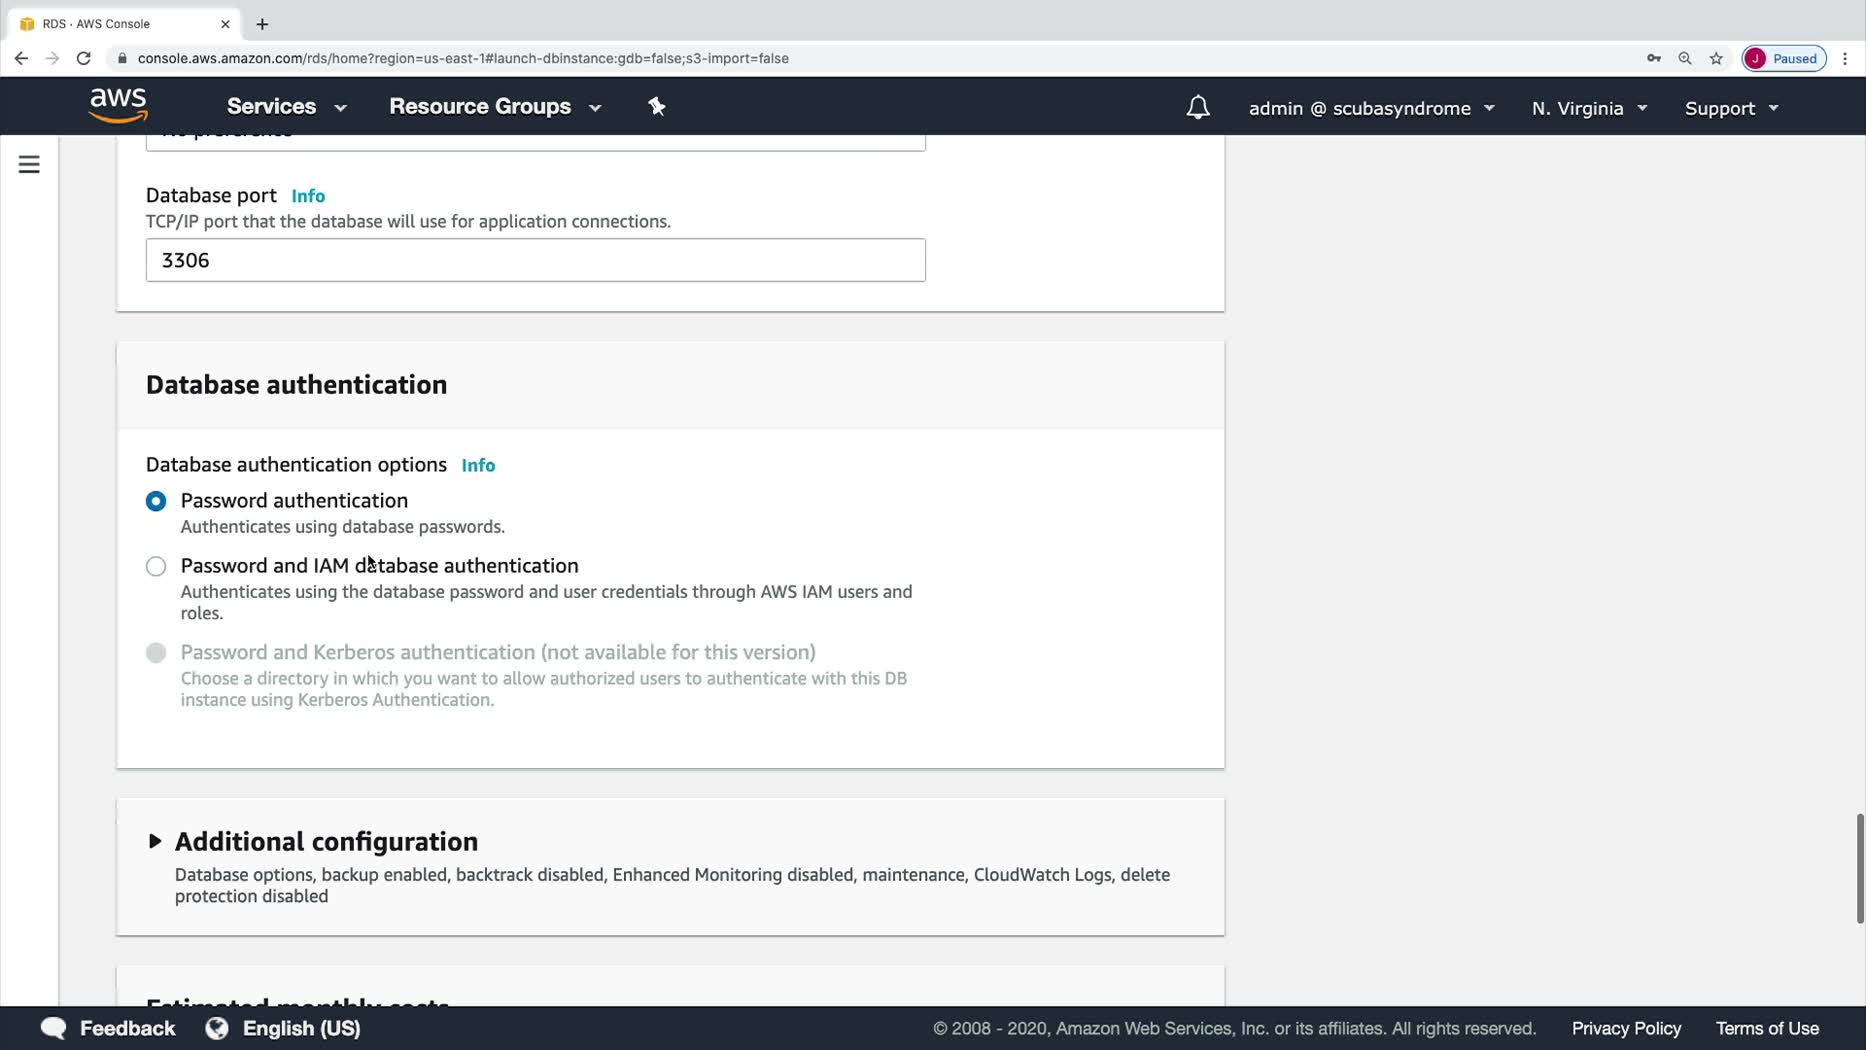 RDS · AWS Console
console.aws.amazon.com/rds/home?region=us-east-1#launch-dbinstance:gdb=false;s3-import=false
J Paused
aws Services Resource Groups admin @ scubasyndrome N. Virginia Support
No preference
Database port Info
TCP/IP port that the database will use for application connections.
3306
Database authentication
Database authentication options Info
Password authentication
Authenticates using database passwords.
Password and IAM database authentication
Authenticates using the database password and user credentials through AWS IAM users and
roles.
Password and Kerberos authentication (not available for this version)
Choose a directory in which you want to allow authorized users to authenticate with this DB
instance using Kerberos Authentication.
Additional configuration
Database options, backup enabled, backtrack disabled, Enhanced Monitoring disabled, maintenance, CloudWatch Logs, delete
protection disabled
Estimated monthly costs
Feedback English (US) © 2008 - 2020, Amazon Web Services, Inc. or its affiliates. All rights reserved. Privacy Policy Terms of Use